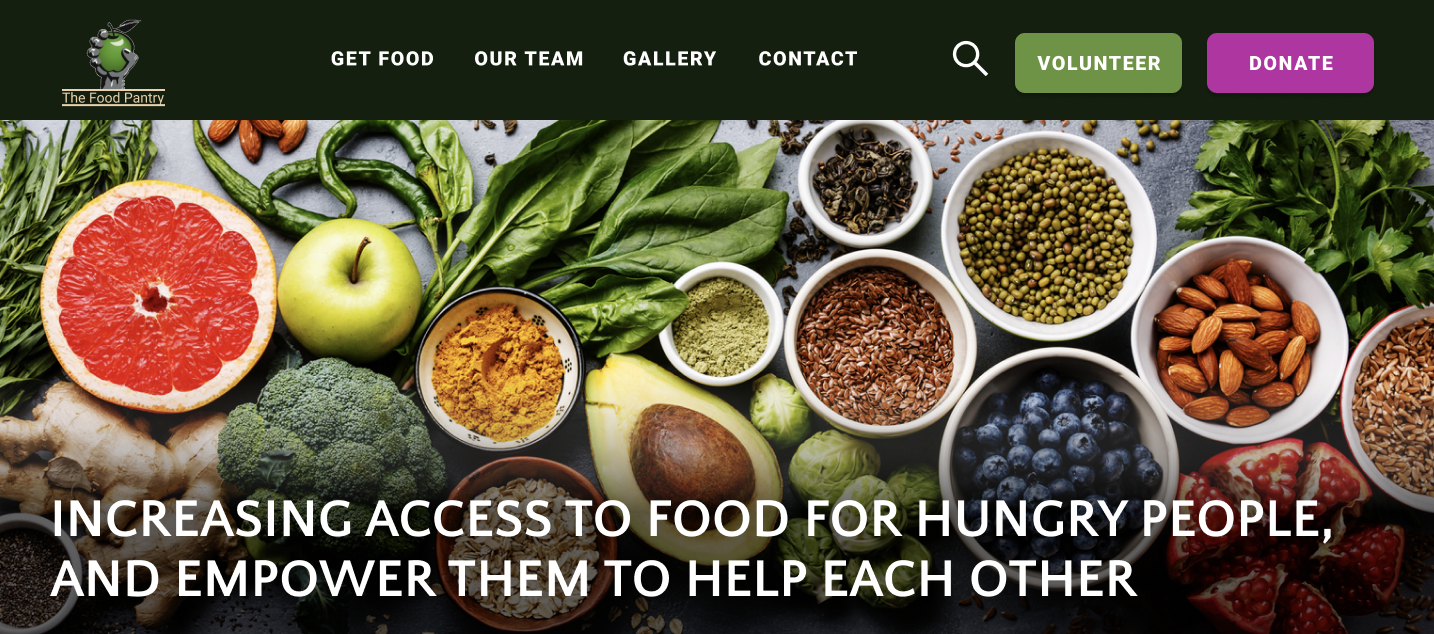 GET FOOD OUR TEAM GALLERY CONTACT VOLUNTEER DONATE
The Food Pantry
INCREASING ACCESS TO FOOD FOR HUNGRY PEOPLE,
AND EMPOWER THEM TO HELP EACH OTHER